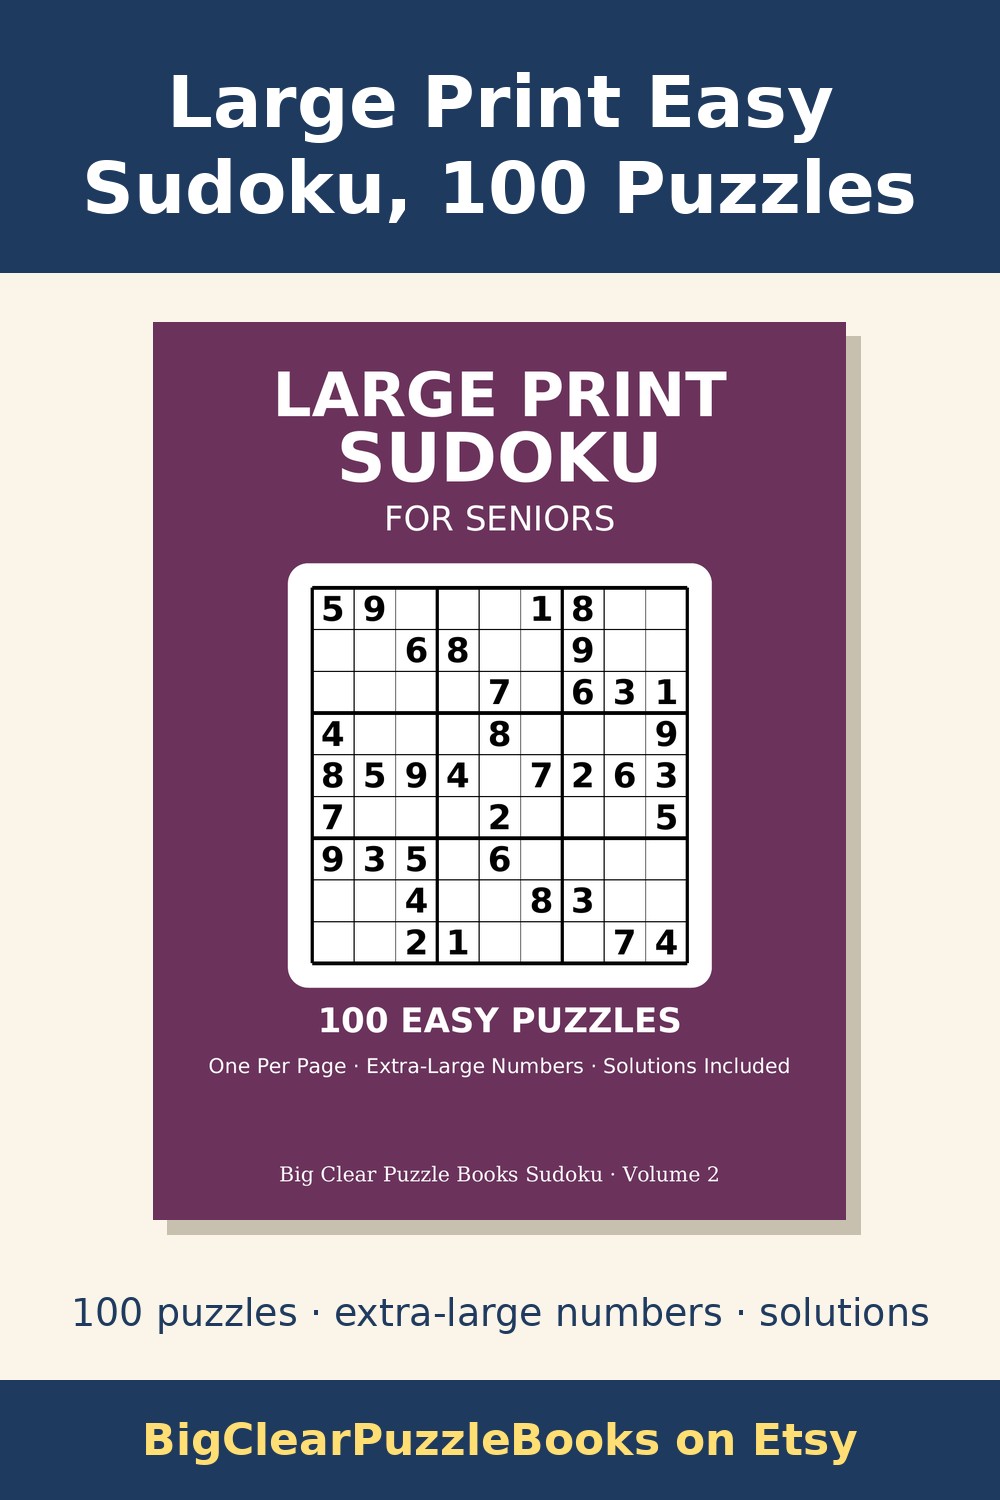 Large Print Easy
Sudoku, 100 Puzzles
LARGE PRINT
SUDOKU
FOR SENIORS
5 9 1 8
6 8 9
7 6 3 1
4 8 9
8 5 9 4 7 2 6 3
7 2 5
9 3 5 6
4 8 3
2 1 7 4
100 EASY PUZZLES
One Per Page · Extra-Large Numbers · Solutions Included
Big Clear Puzzle Books Sudoku · Volume 2
100 puzzles · extra-large numbers · solutions
BigClearPuzzleBooks on Etsy